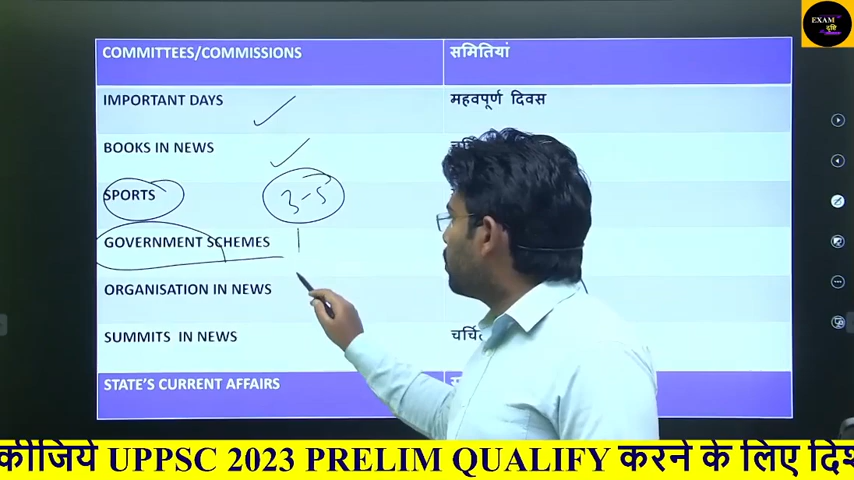 EXAM
दृष्टि
COMMITTEES/COMMISSIONS समितियां
IMPORTANT DAYS महवपूर्ण दिवस
BOOKS IN NEWS
SPORTS 3-5
GOVERNMENT SCHEMES 1
ORGANISATION IN NEWS
SUMMITS IN NEWS
STATE'S CURRENT AFFAIRS
कीजिये UPPSC 2023 PRELIM QUALIFY करने के लिए